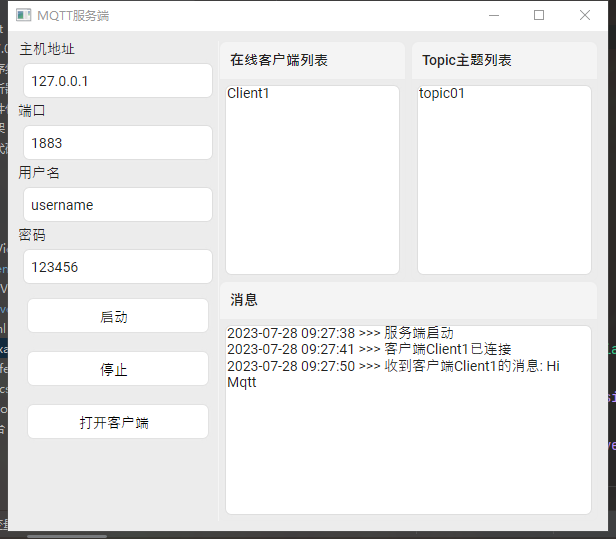 MQTT服务端
主机地址
127.0.0.1
端口
1883
用户名
username
密码
123456
启动
停止
打开客户端
在线客户端列表
Client1
Topic主题列表
topic01
消息
2023-07-28 09:27:38 >>> 服务端启动
2023-07-28 09:27:41 >>> 客户端Client1已连接
2023-07-28 09:27:50 >>> 收到客户端Client1的消息: Hi
Mqtt